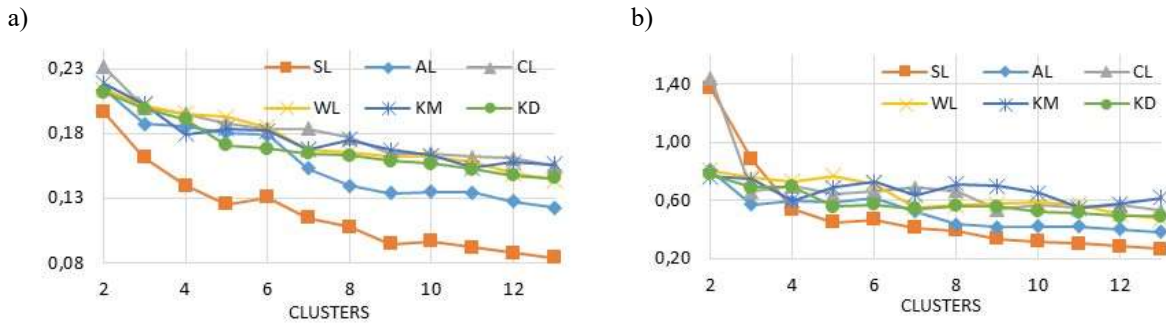 a)
0,23
0,18
0,13
0,08
SL AL CL
WL KM KD
2 4 6 8 10 12
CLUSTERS
b)
1,40
1,00
0,60
0,20
SL AL CL
WL KM KD
2 4 6 8 10 12
CLUSTERS